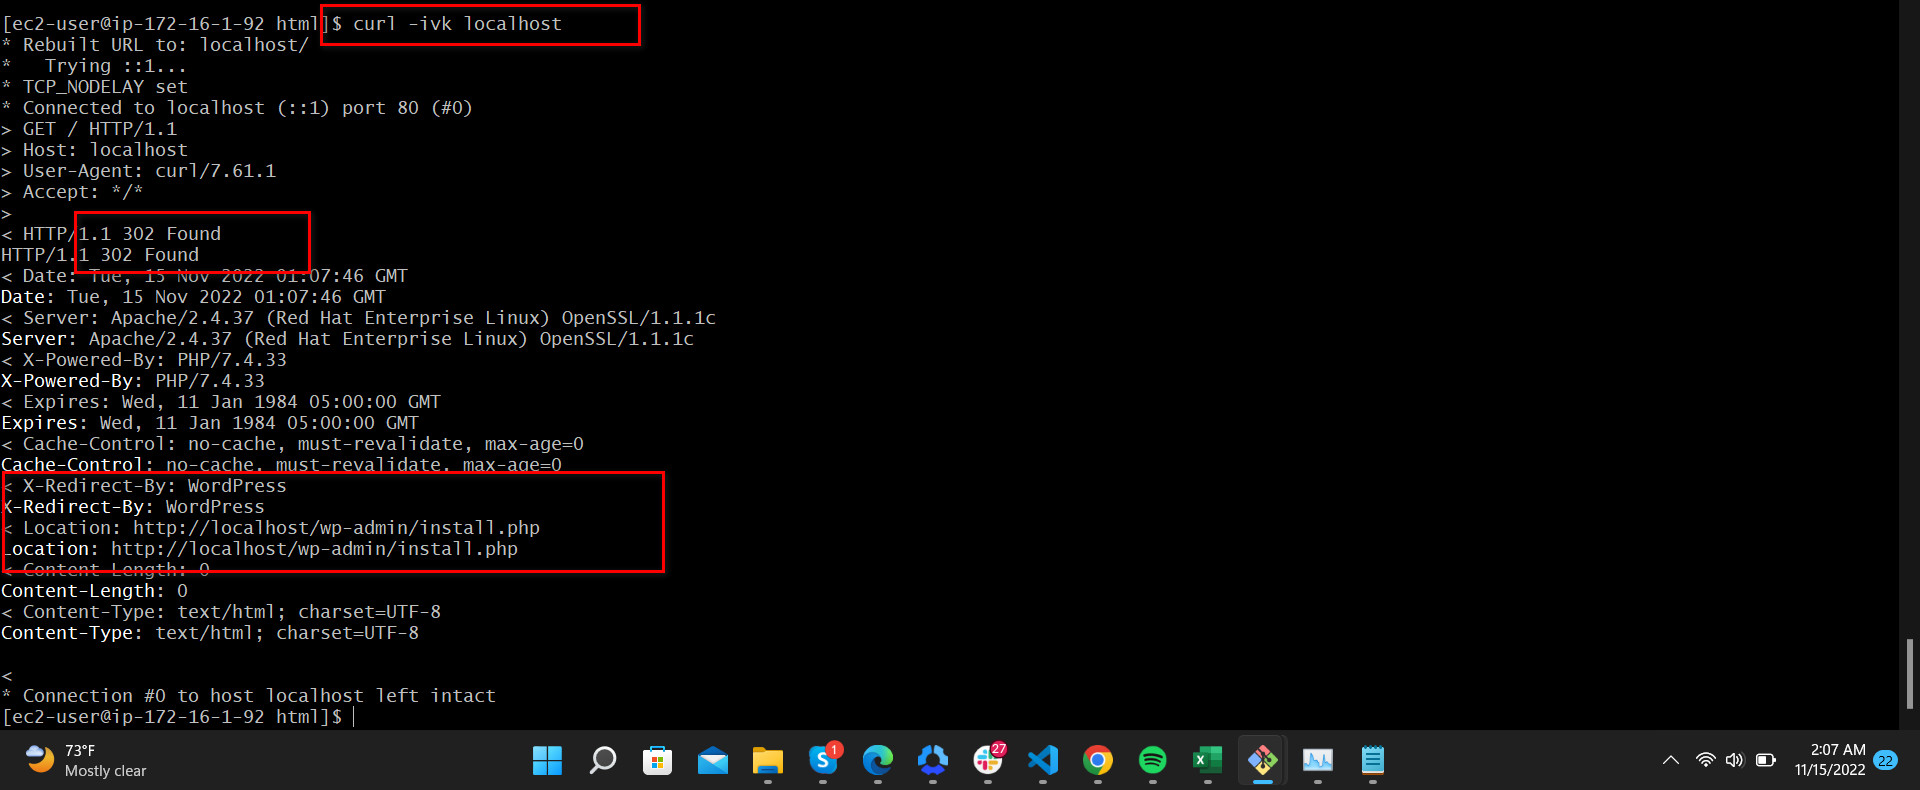 [ec2-user@ip-172-16-1-92 html]$ curl -ivk localhost
* Rebuilt URL to: localhost/
*   Trying ::1...
* TCP_NODELAY set
* Connected to localhost (::1) port 80 (#0)
> GET / HTTP/1.1
> Host: localhost
> User-Agent: curl/7.61.1
> Accept: */*
>
< HTTP/1.1 302 Found
HTTP/1.1 302 Found
< Date: Tue, 15 Nov 2022 01:07:46 GMT
Date: Tue, 15 Nov 2022 01:07:46 GMT
< Server: Apache/2.4.37 (Red Hat Enterprise Linux) OpenSSL/1.1.1c
Server: Apache/2.4.37 (Red Hat Enterprise Linux) OpenSSL/1.1.1c
< X-Powered-By: PHP/7.4.33
X-Powered-By: PHP/7.4.33
< Expires: Wed, 11 Jan 1984 05:00:00 GMT
Expires: Wed, 11 Jan 1984 05:00:00 GMT
< Cache-Control: no-cache, must-revalidate, max-age=0
Cache-Control: no-cache, must-revalidate, max-age=0
< X-Redirect-By: WordPress
X-Redirect-By: WordPress
< Location: http://localhost/wp-admin/install.php
Location: http://localhost/wp-admin/install.php
< Content-Length: 0
Content-Length: 0
< Content-Type: text/html; charset=UTF-8
Content-Type: text/html; charset=UTF-8
<
* Connection #0 to host localhost left intact
[ec2-user@ip-172-16-1-92 html]$
73°F
Mostly clear
1
27
2:07 AM
11/15/2022
22